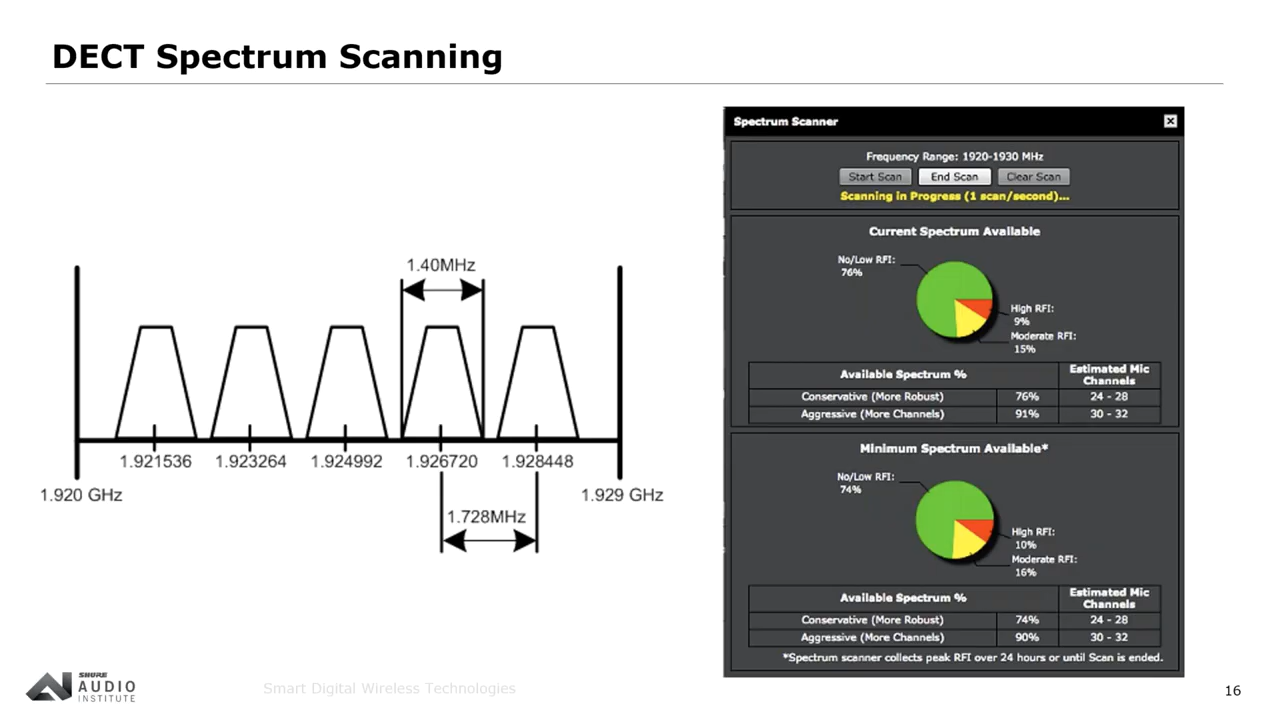 DECT Spectrum Scanning
1.40MHz
1.921536 1.923264 1.924992 1.926720 1.928448
1.920 GHz 1.929 GHz
1.728MHz
Spectrum Scanner
Frequency Range: 1920-1930 MHz
Start Scan End Scan Clear Scan
Scanning in Progress (1 scan/second)...
Current Spectrum Available
No/Low RFI:
76%
High RFI:
9%
Moderate RFI:
15%
Available Spectrum % Estimated Mic
Channels
Conservative (More Robust) 76% 24 - 28
Aggressive (More Channels) 91% 30 - 32
Minimum Spectrum Available*
No/Low RFI:
74%
High RFI:
10%
Moderate RFI:
16%
Available Spectrum % Estimated Mic
Channels
Conservative (More Robust) 74% 24 - 28
Aggressive (More Channels) 90% 30 - 32
*Spectrum scanner collects peak RFI over 24 hours or until Scan is ended.
SHURE
AUDIO
INSTITUTE
Smart Digital Wireless Technologies
16